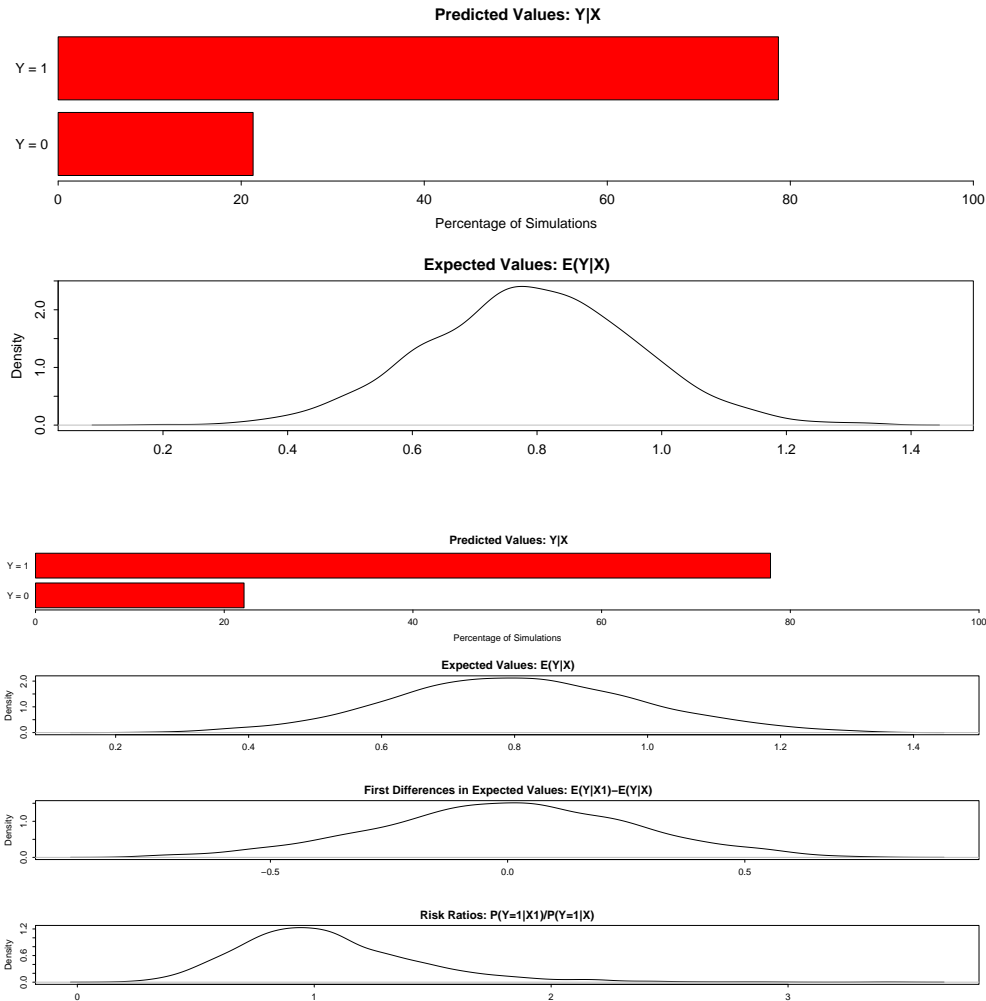 Predicted Values: Y|X
Y = 1
Y = 0
0 20 40 60 80 100
Percentage of Simulations
Expected Values: E(Y|X)
Density
0.0 1.0 2.0
0.2 0.4 0.6 0.8 1.0 1.2 1.4
Predicted Values: Y|X
Y = 1
Y = 0
0 20 40 60 80 100
Percentage of Simulations
Expected Values: E(Y|X)
Density
0.0 1.0 2.0
0.2 0.4 0.6 0.8 1.0 1.2 1.4
First Differences in Expected Values: E(Y|X1)−E(Y|X)
Density
0.0 1.0
−0.5 0.0 0.5
Risk Ratios: P(Y=1|X1)/P(Y=1|X)
Density
0.0 0.6 1.2
0 1 2 3